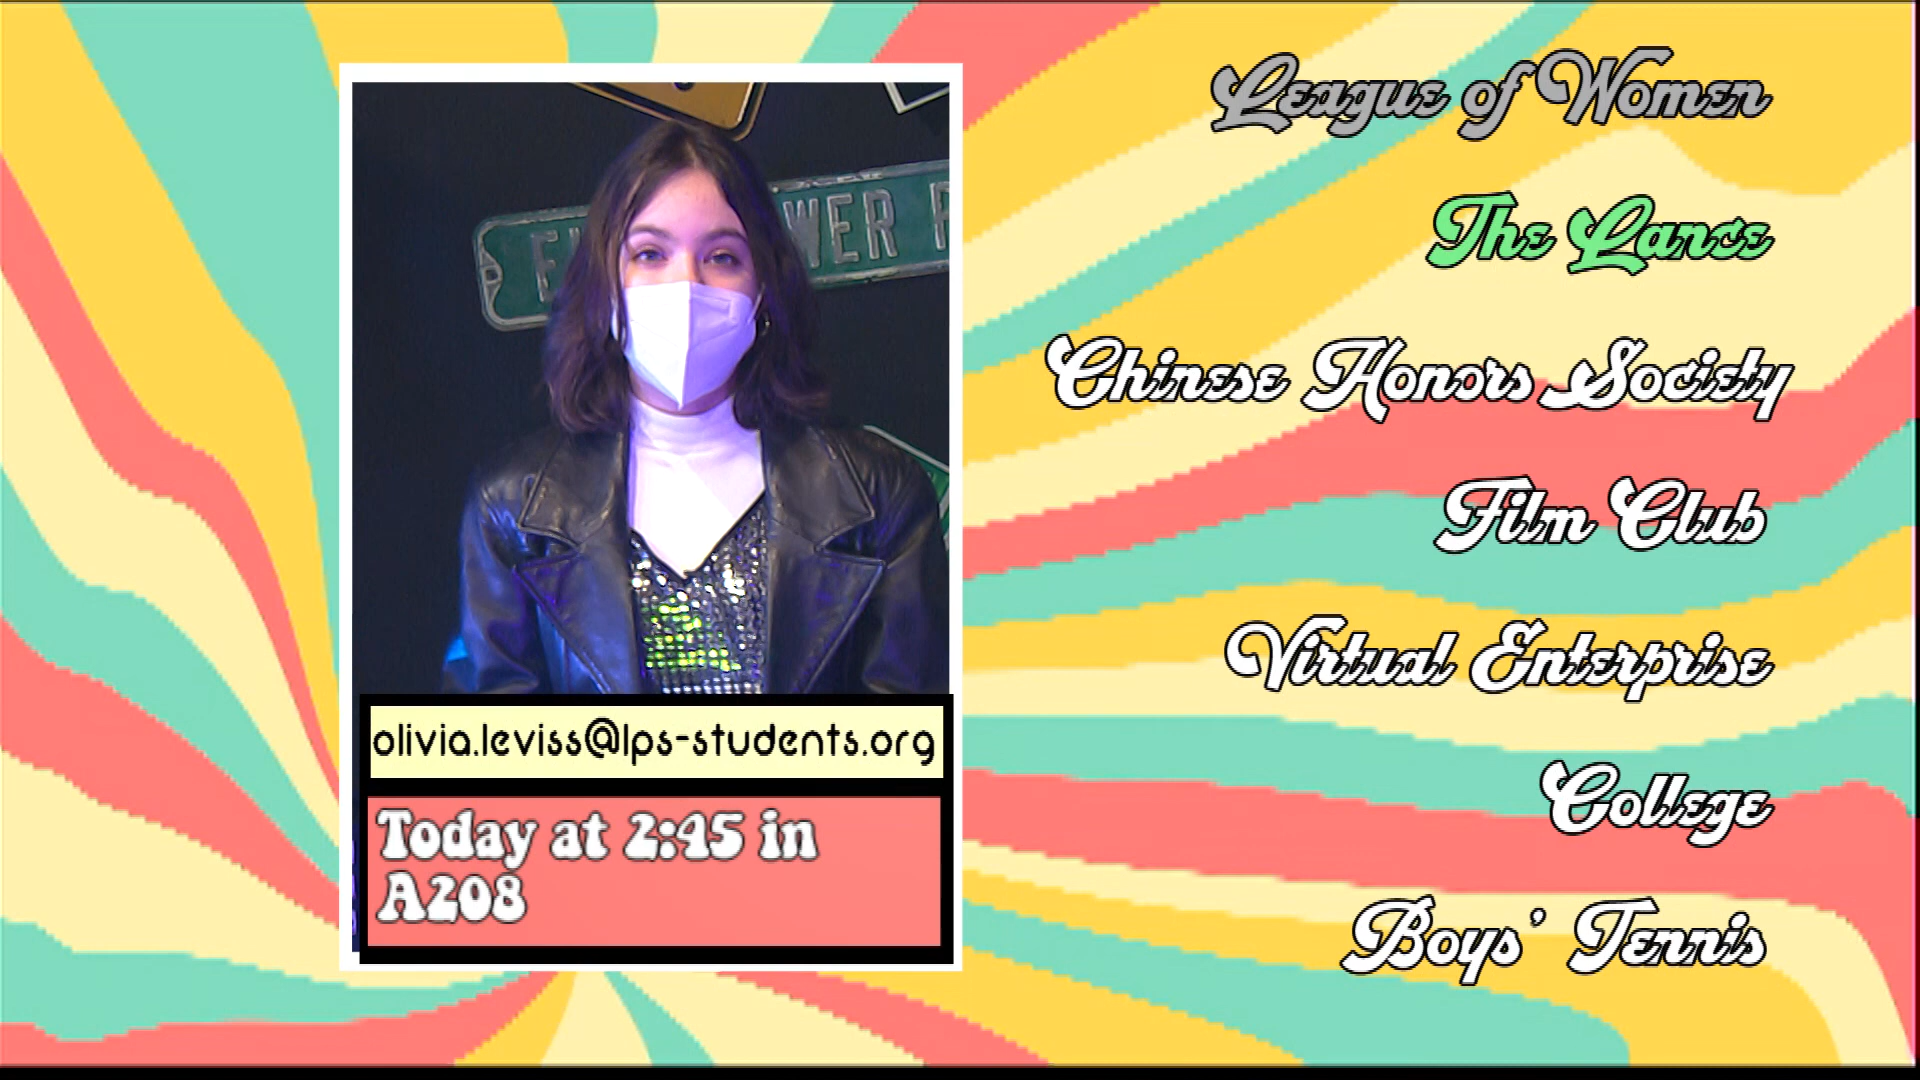 League of Women
The Lance
Chinese Honors Society
Film Club
Virtual Enterprise
College
Boys' Tennis
olivia.leviss@lps-students.org
Today at 2:45 in
A208